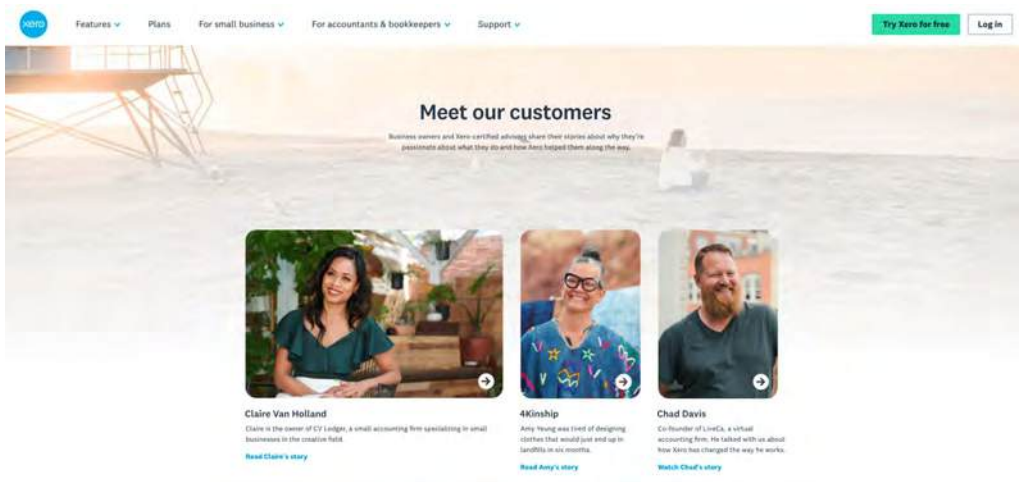 xero
Features
Plans
For small business
For accountants & bookkeepers
Support
Try Xero for free
Log in
Meet our customers
Business owners and Xero-certified advisors share their stories about why they're
passionate about what they do and how Xero helped them along the way.
Claire Van Holland
Claire is the owner of CV Ledger, a small accounting firm specializing in small
businesses in the creative field.
Read Claire's story
4Kinship
Amy Yeung was tired of designing
clothes that would just end up in
landfills in six months.
Read Amy's story
Chad Davis
Co-founder of LiveCa, a virtual
accounting firm. He talked with us about
how Xero has changed the way he works.
Watch Chad's story